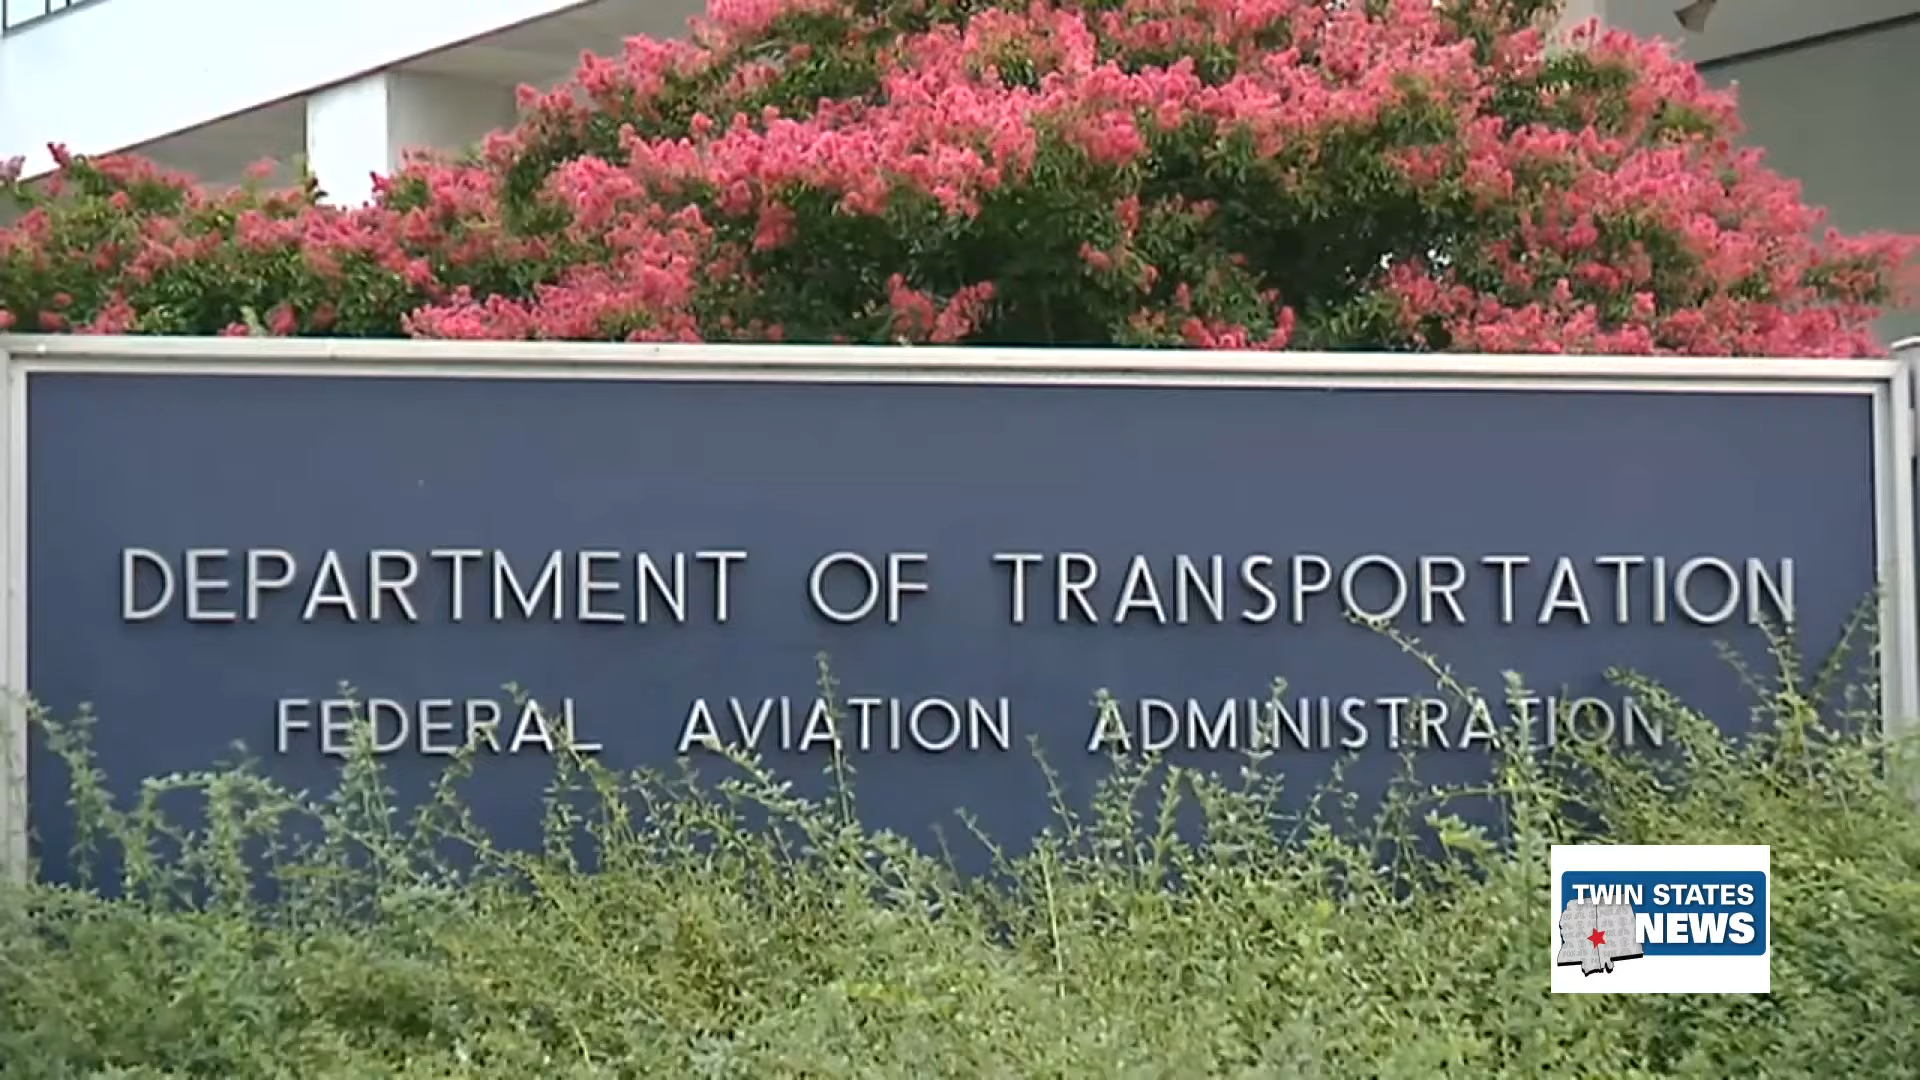 DEPARTMENT OF TRANSPORTATION
FEDERAL AVIATION ADMINISTRATION
TWIN STATES
NEWS